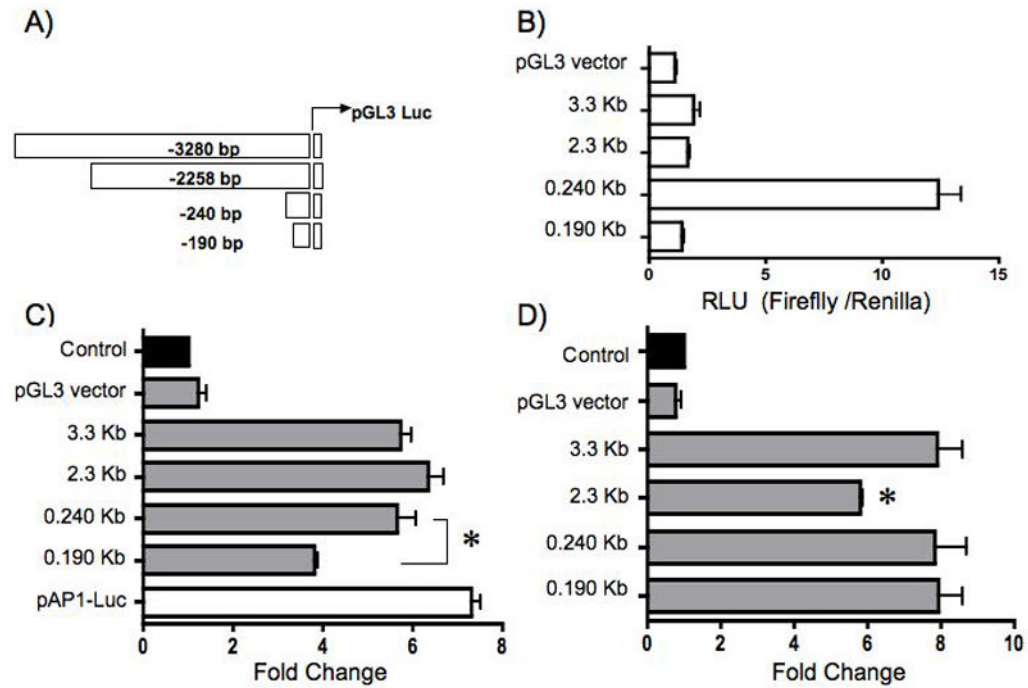 A)
pGL3 Luc
-3280 bp
-2258 bp
-240 bp
-190 bp
B)
pGL3 vector
3.3 Kb
2.3 Kb
0.240 Kb
0.190 Kb
0 5 10 15
RLU (Fireflly /Renilla)
C)
Control
pGL3 vector
3.3 Kb
2.3 Kb
0.240 Kb
0.190 Kb
pAP1-Luc
*
0 2 4 6 8
Fold Change
D)
Control
pGL3 vector
3.3 Kb
2.3 Kb
0.240 Kb
0.190 Kb
*
0 2 4 6 8 10
Fold Change